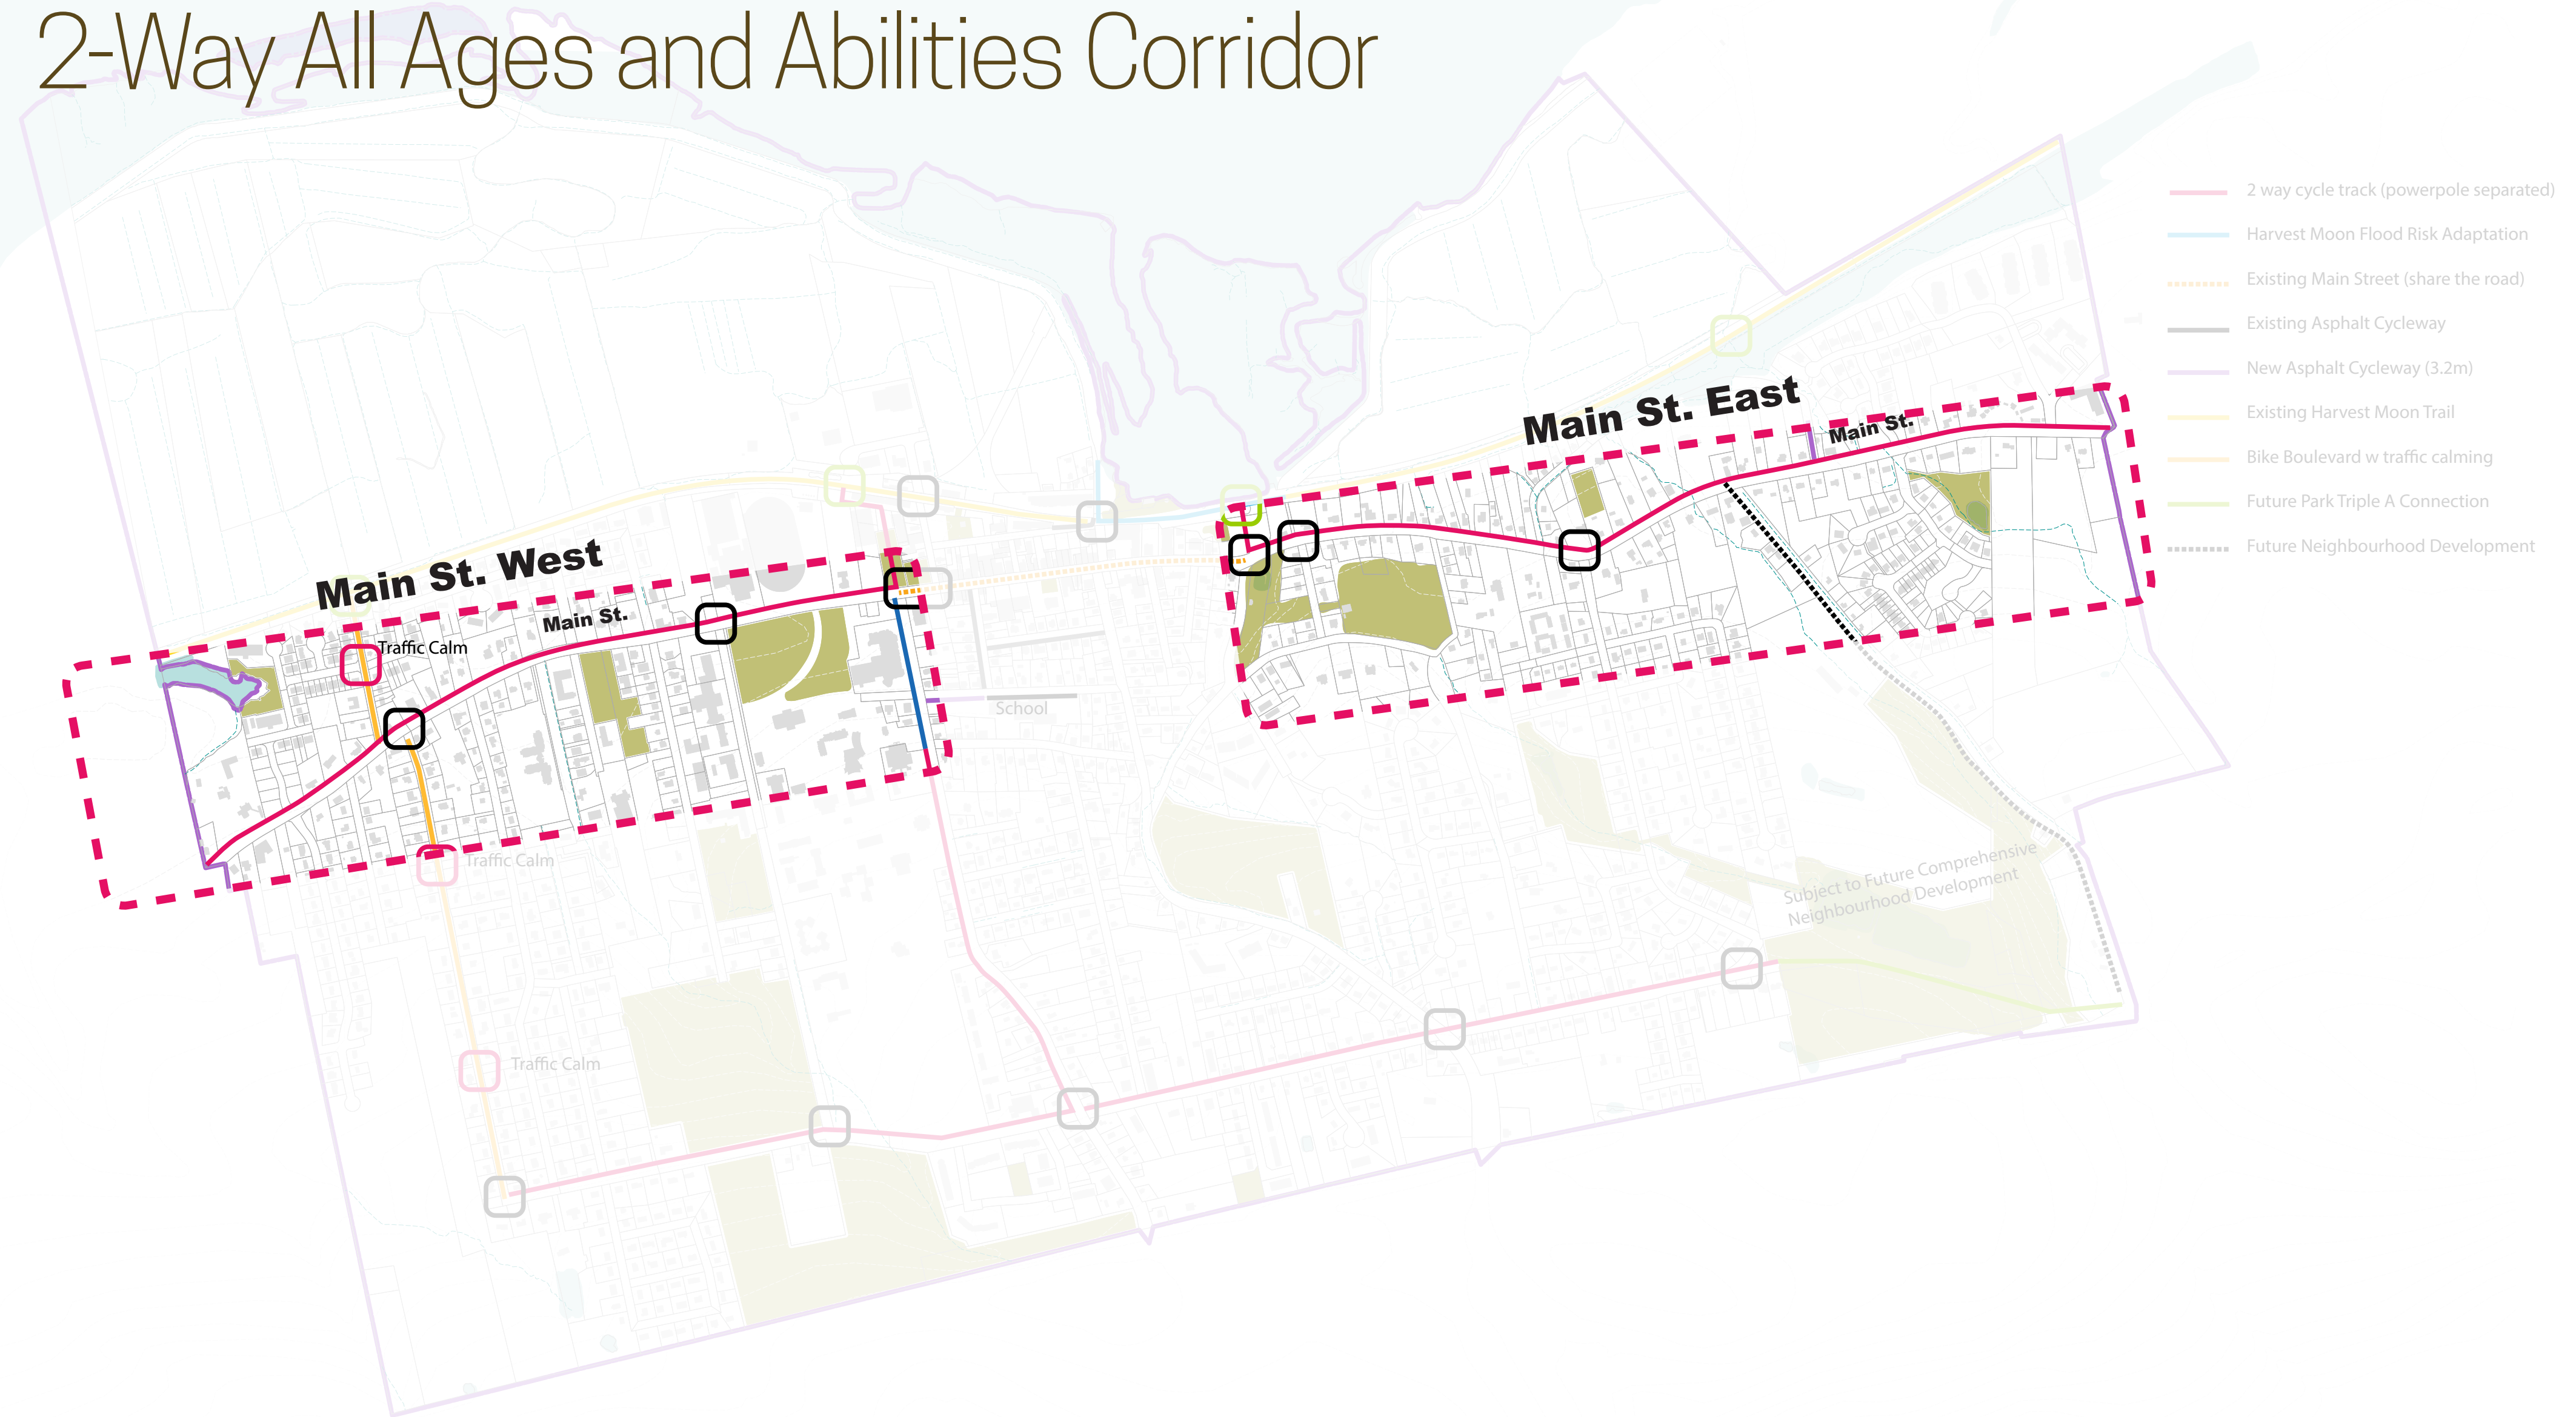 2-Way All Ages and Abilities Corridor
2 way cycle track (powerpole separated)
Harvest Moon Flood Risk Adaptation
Existing Main Street (share the road)
Existing Asphalt Cycleway
New Asphalt Cycleway (3.2m)
Existing Harvest Moon Trail
Bike Boulevard w traffic calming
Future Park Triple A Connection
Future Neighbourhood Development
Main St. East
Main St.
Main St. West
Main St.
Traffic Calm
School
Traffic Calm
Subject to Future Comprehensive
Neighbourhood Development
Traffic Calm